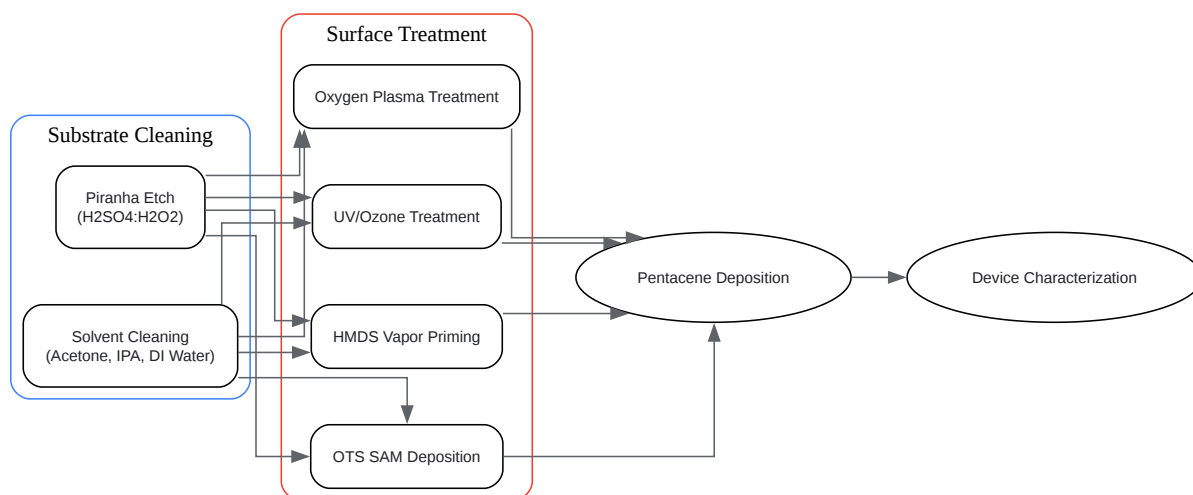 Surface Treatment
Oxygen Plasma Treatment
Substrate Cleaning
Piranha Etch
(H2SO4:H2O2)
UV/Ozone Treatment
Pentacene Deposition
Device Characterization
Solvent Cleaning
(Acetone, IPA, DI Water)
HMDS Vapor Priming
OTS SAM Deposition